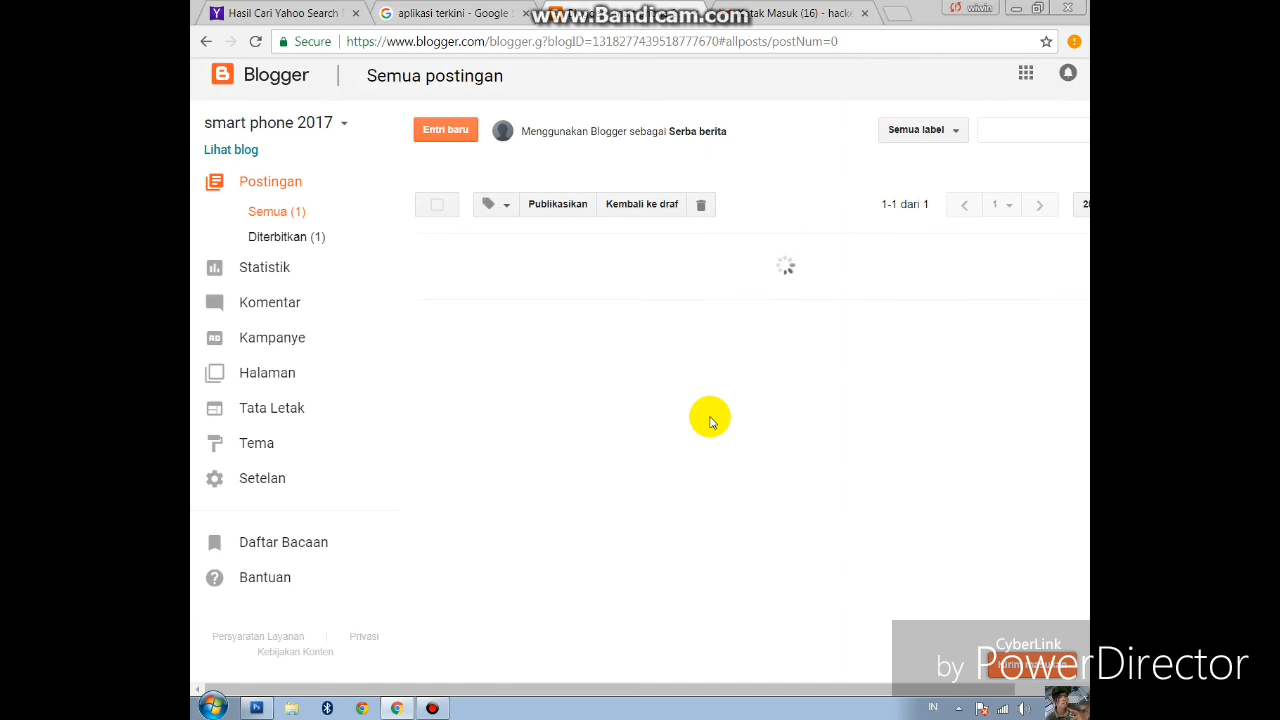 www.Bandicam.com
Hasil Cari Yahoo Search (
aplikasi terkini - Google
tak Masuk (16) - hacke
wiwin
Secure
https://www.blogger.com/blogger.g?blogID=1318277439518777670#allposts/postNum=0
Blogger
Semua postingan
smart phone 2017
Lihat blog
Entri baru
Menggunakan Blogger sebagai Serba berita
Semua label
Postingan
Semua (1)
Diterbitkan (1)
Publikasikan
Kembali ke draf
1-1 dari 1
1
Statistik
Komentar
Kampanye
Halaman
Tata Letak
Tema
Setelan
Daftar Bacaan
Bantuan
Persyaratan Layanan
Privasi
Kebijakan Konten
CyberLink
by PowerDirector
IN